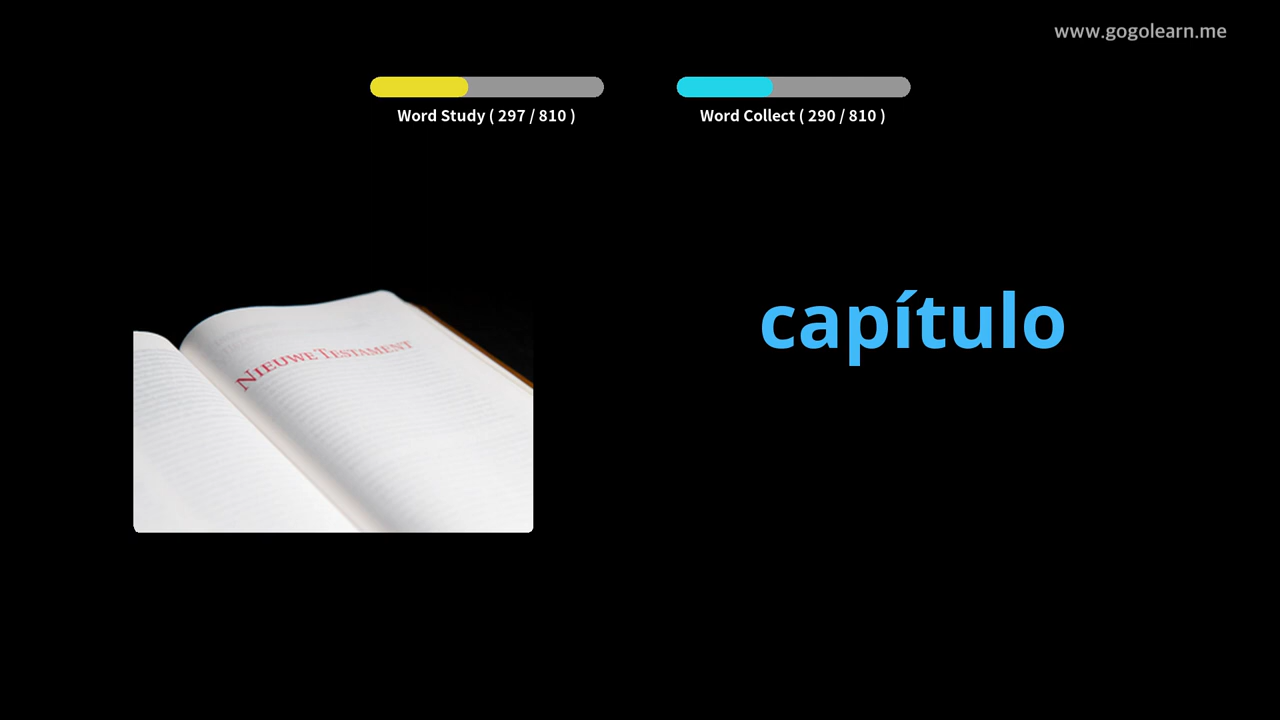 www.gogolearn.me
Word Study ( 297 / 810 )
Word Collect ( 290 / 810 )
NIEUWE TESTAMENT
capítulo